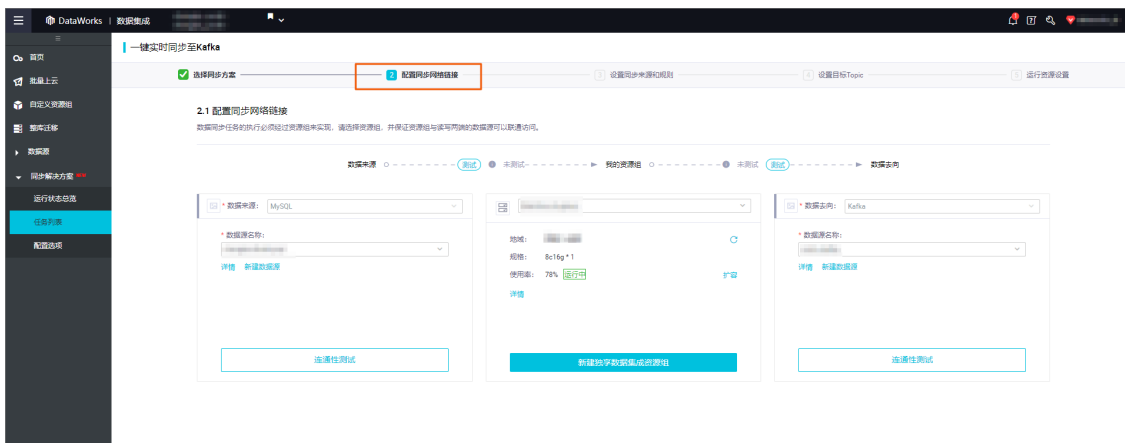 DataWorks | 数据集成
一键实时同步至Kafka
首页
批量上云
自定义资源组
整库迁移
数据源
同步解决方案
运行状态总览
任务列表
配置选项
选择同步方案
2 配置同步网络链接
3 设置同步来源和规则
4 设置目标Topic
5 运行资源设置
2.1 配置同步网络链接
数据同步任务的执行必须经过资源组来实现，请选择资源组，并保证资源组与读写两端的数据源可以联通访问。
数据来源 测试 未测试 我的资源组 未测试 测试 数据去向
* 数据来源： MySQL
* 数据源名称：
详情 新建数据源
连通性测试
地域：
规格： 8c16g * 1
使用率： 78% 运行中 扩容
详情
新建独享数据集成资源组
* 数据去向： Kafka
* 数据源名称：
详情 新建数据源
连通性测试